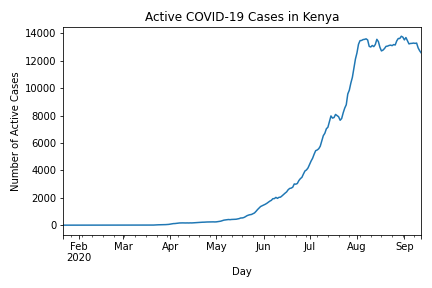 Active COVID-19 Cases in Kenya
Number of Active Cases
14000
12000
10000
8000
6000
4000
2000
0
Feb Mar Apr May Jun Jul Aug Sep
2020
Day